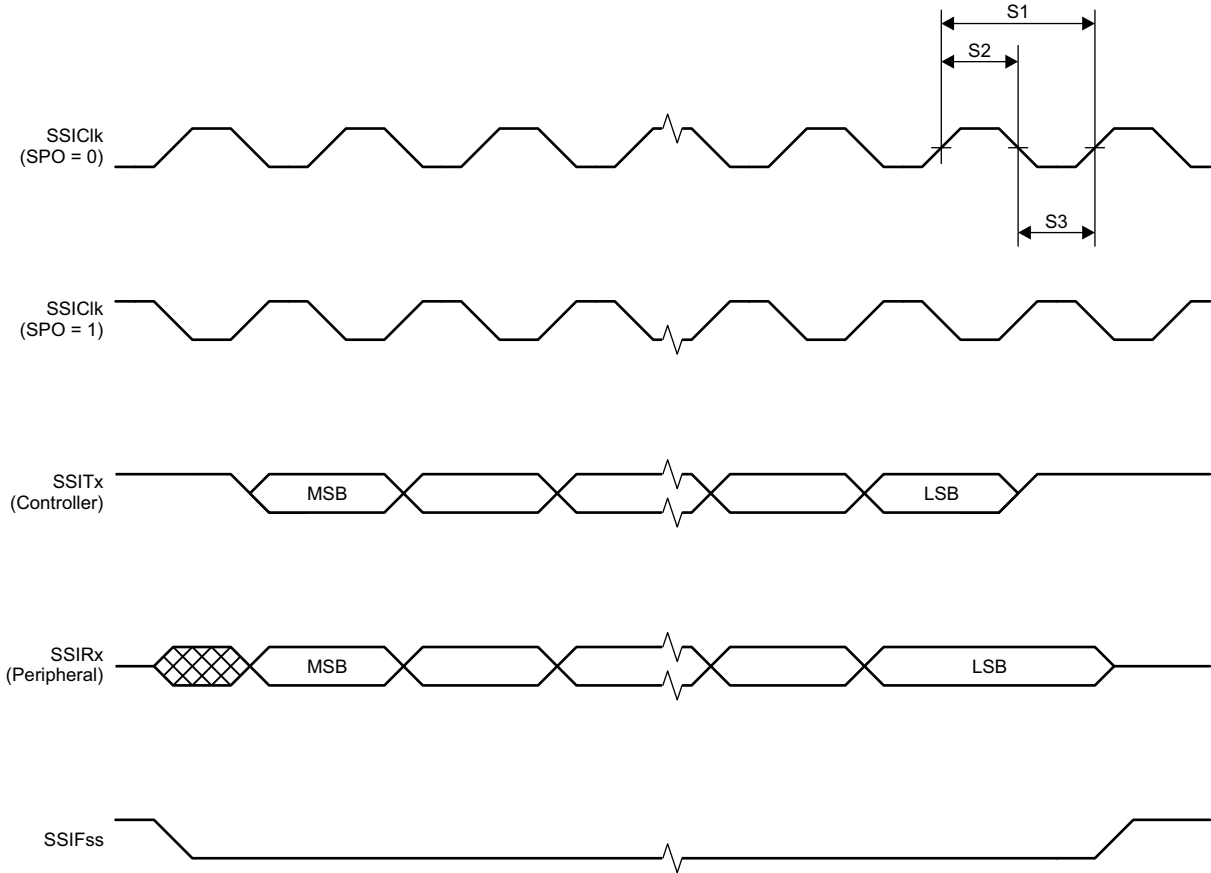 S1
S2
SSIClk
(SPO = 0)
S3
SSIClk
(SPO = 1)
SSITx
(Controller)
MSB
LSB
SSIRx
(Peripheral)
MSB
LSB
SSIFss